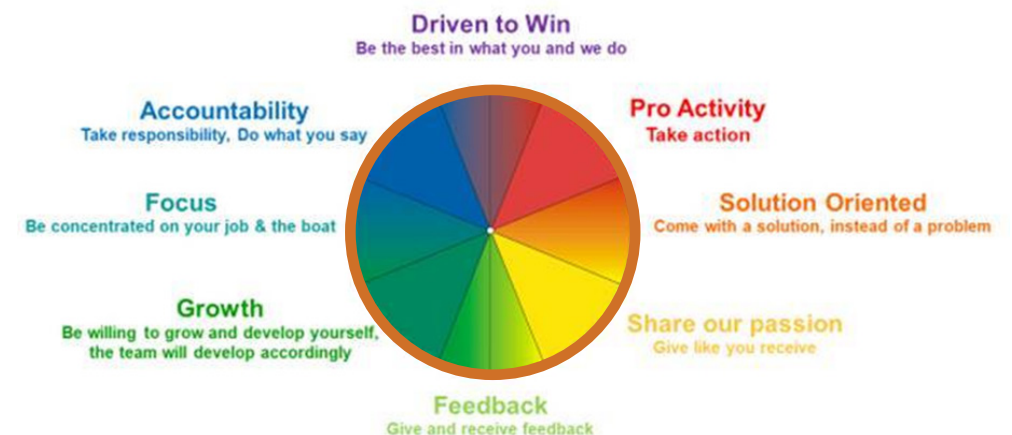 Driven to Win
Be the best in what you and we do
Pro Activity
Take action
Solution Oriented
Come with a solution, instead of a problem
Share our passion
Give like you receive
Feedback
Give and receive feedback
Growth
Be willing to grow and develop yourself,
the team will develop accordingly
Focus
Be concentrated on your job & the boat
Accountability
Take responsibility, Do what you say